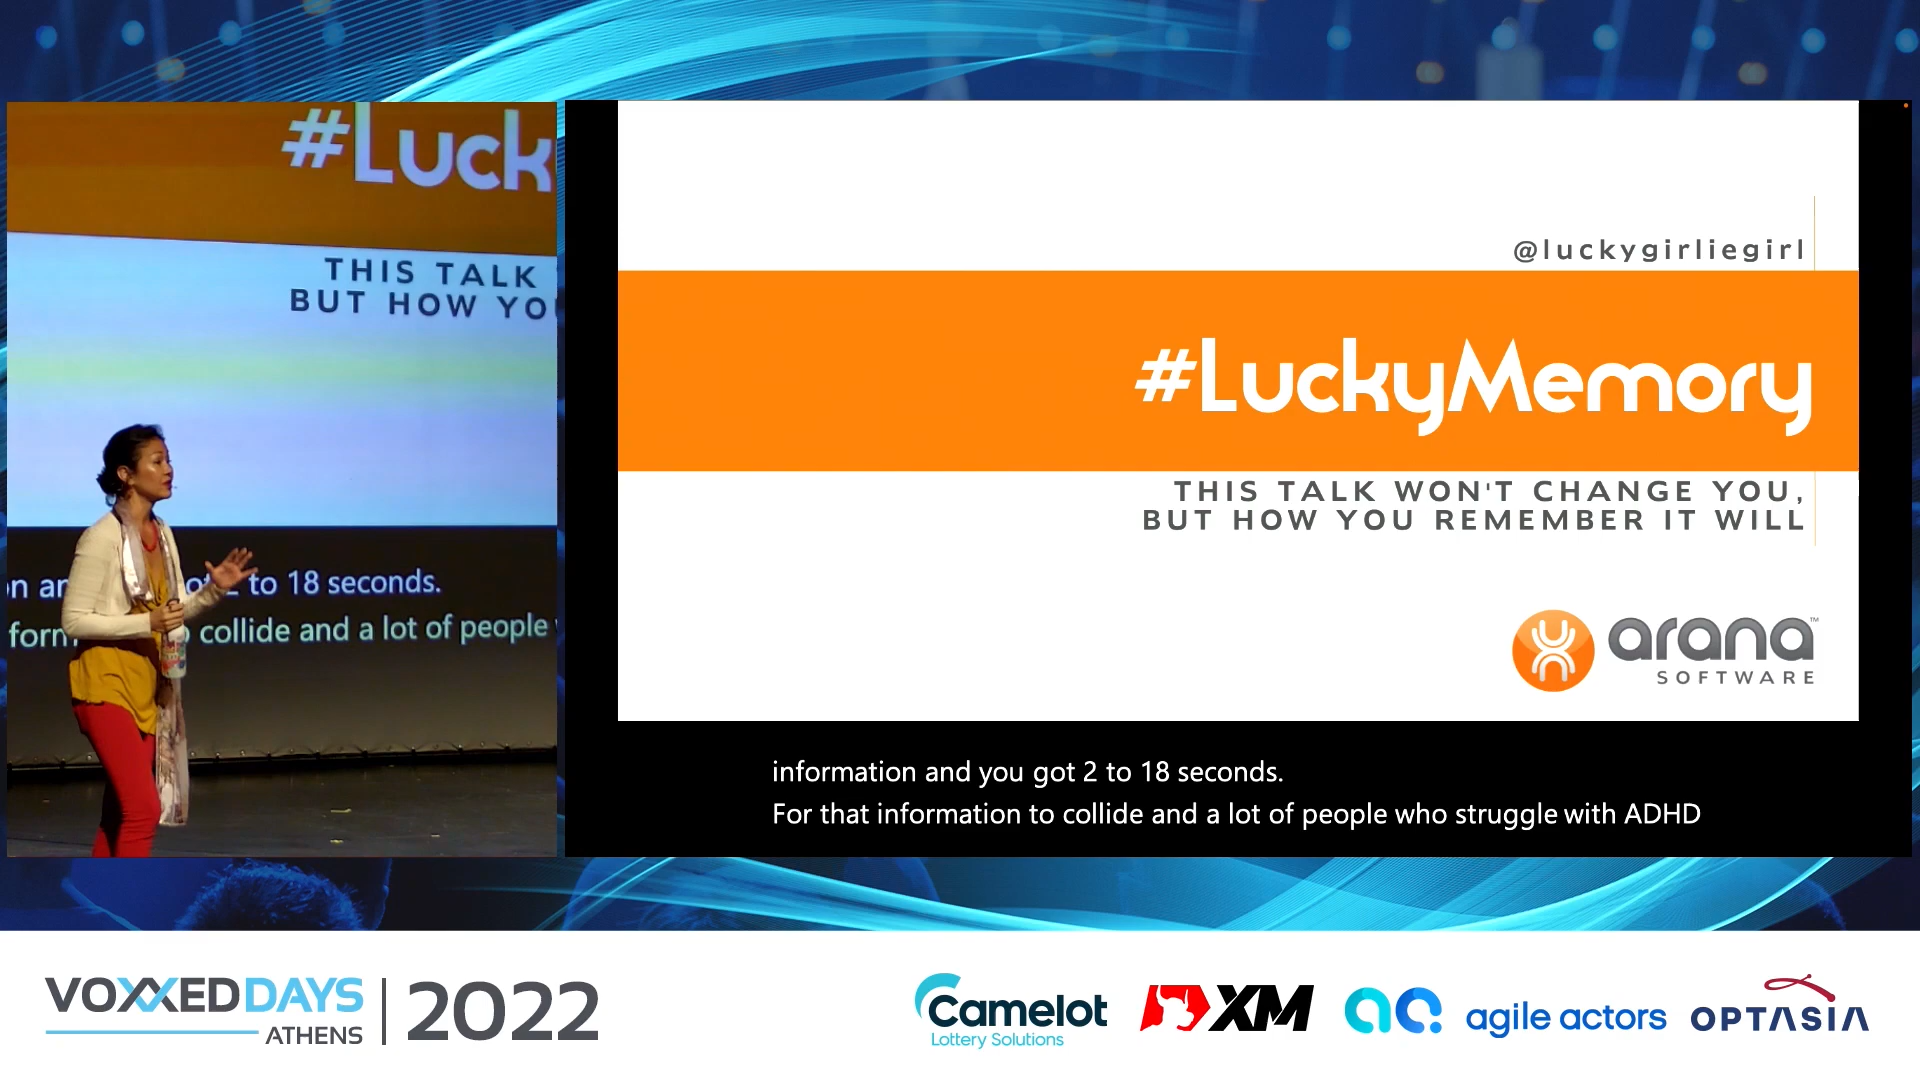 #Luck
THIS TALK
BUT HOW YO
to 18 seconds.
collide and a lot of people
@luckygirliegirl
#LuckyMemory
THIS TALK WON'T CHANGE YOU,
BUT HOW YOU REMEMBER IT WILL
arana™
SOFTWARE
information and you got 2 to 18 seconds.
For that information to collide and a lot of people who struggle with ADHD
VOXXED DAYS
ATHENS
2022
Camelot
Lottery Solutions
XM
agile actors
OPTASIA